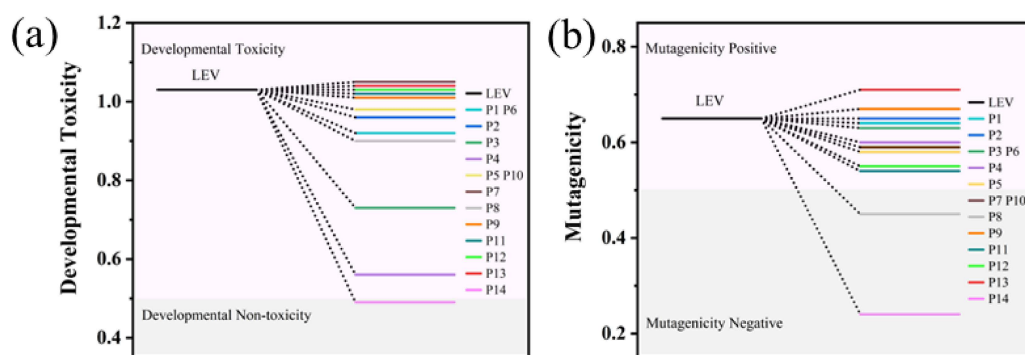 (a)
Developmental Toxicity
1.2
1.0
0.8
0.6
0.4
Developmental Toxicity
LEV
Developmental Non-toxicity
LEV
P1 P6
P2
P3
P4
P5 P10
P7
P8
P9
P11
P12
P13
P14
(b)
Mutagenicity
0.8
0.6
0.4
0.2
Mutagenicity Positive
LEV
Mutagenicity Negative
LEV
P1
P2
P3 P6
P4
P5
P7 P10
P8
P9
P11
P12
P13
P14